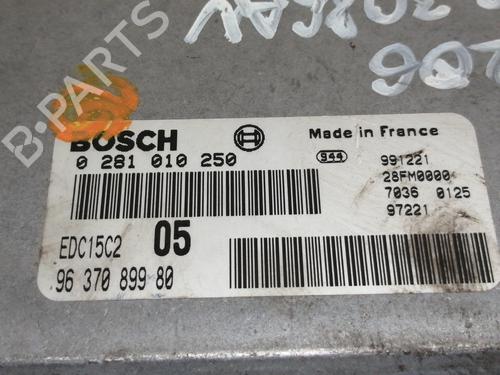 B-PARTS
206
BOSCH
Made in France
0 281 010 250
944
991221
28FM0000
7036 0125
97221
EDC15C2 05
96 370 899 80